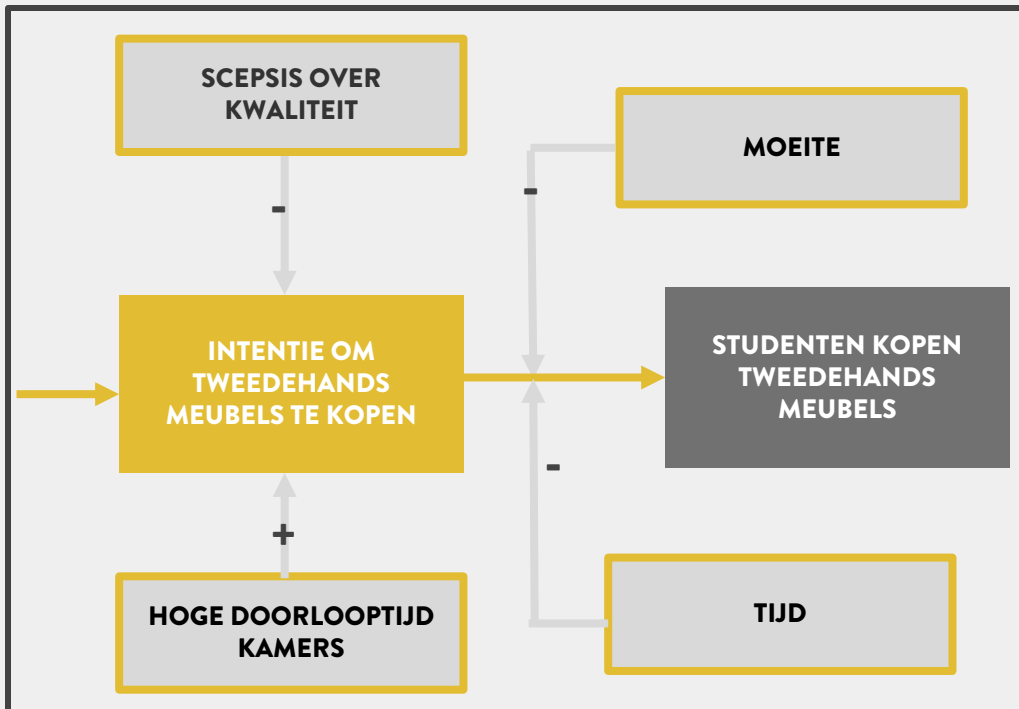 SCEPSIS OVER
KWALITEIT
-
MOEITE
-
INTENTIE OM
TWEEDEHANDS
MEUBELS TE KOPEN
STUDENTEN KOPEN
TWEEDEHANDS
MEUBELS
-
+
HOGE DOORLOOPTIJD
KAMERS
TIJD